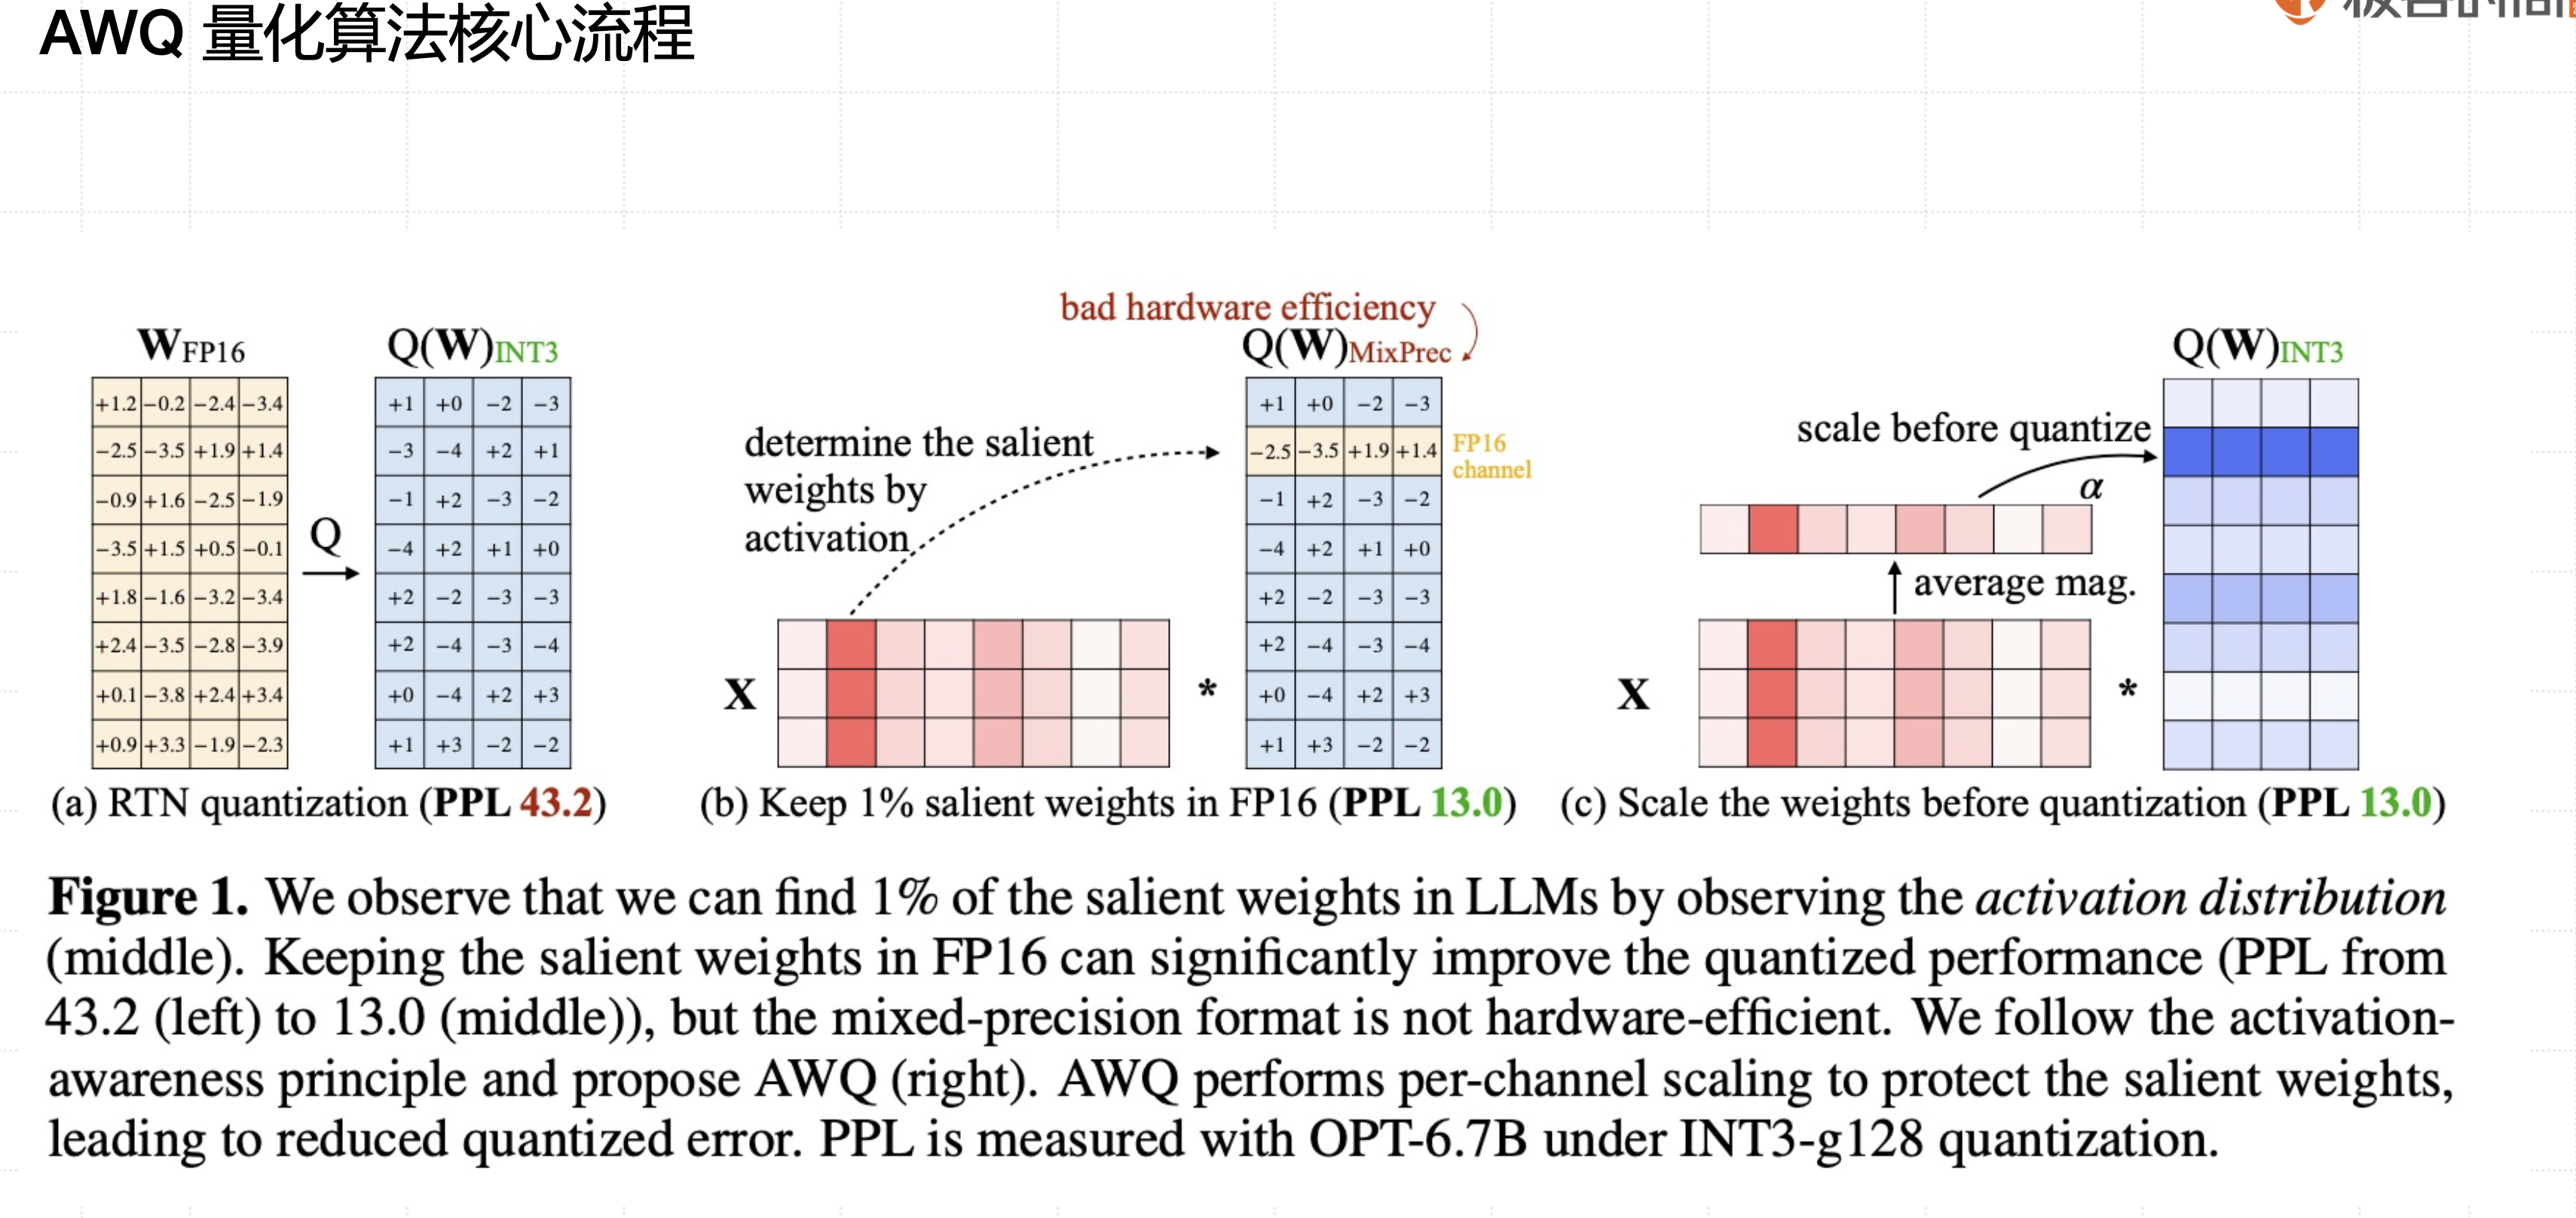 AWQ 量化算法核心流程
bad hardware efficiency
W FP16
Q(W) INT3
Q(W) MixPrec
Q(W) INT3
+1.2 −0.2 −2.4 −3.4
−2.5 −3.5 +1.9 +1.4
−0.9 +1.6 −2.5 −1.9
−3.5 +1.5 +0.5 −0.1
+1.8 −1.6 −3.2 −3.4
+2.4 −3.5 −2.8 −3.9
+0.1 −3.8 +2.4 +3.4
+0.9 +3.3 −1.9 −2.3
Q
+1 +0 −2 −3
−3 −4 +2 +1
−1 +2 −3 −2
−4 +2 +1 +0
+2 −2 −3 −3
+2 −4 −3 −4
+0 −4 +2 +3
+1 +3 −2 −2
(a) RTN quantization (PPL 43.2)
determine the salient
weights by
activation
X
*
+1 +0 −2 −3
−2.5 −3.5 +1.9 +1.4
−1 +2 −3 −2
−4 +2 +1 +0
+2 −2 −3 −3
+2 −4 −3 −4
+0 −4 +2 +3
+1 +3 −2 −2
FP16
channel
(b) Keep 1% salient weights in FP16 (PPL 13.0)
scale before quantize
α
average mag.
X
*
(c) Scale the weights before quantization (PPL 13.0)
Figure 1. We observe that we can find 1% of the salient weights in LLMs by observing the activation distribution
(middle). Keeping the salient weights in FP16 can significantly improve the quantized performance (PPL from
43.2 (left) to 13.0 (middle)), but the mixed-precision format is not hardware-efficient. We follow the activation-
awareness principle and propose AWQ (right). AWQ performs per-channel scaling to protect the salient weights,
leading to reduced quantized error. PPL is measured with OPT-6.7B under INT3-g128 quantization.